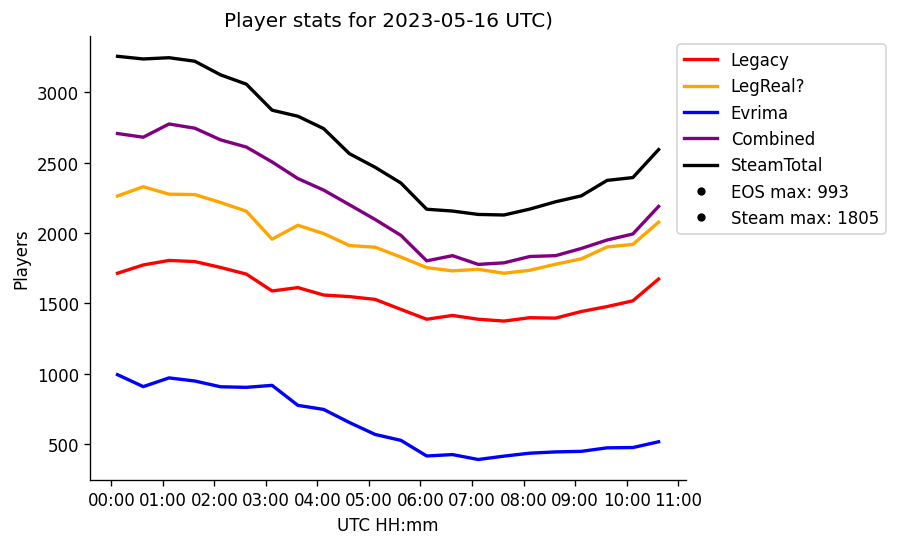 Player stats for 2023-05-16 UTC)
Legacy
LegReal?
Evrima
Combined
SteamTotal
EOS max: 993
Steam max: 1805
Players
3000
2500
2000
1500
1000
500
00:00 01:00 02:00 03:00 04:00 05:00 06:00 07:00 08:00 09:00 10:00 11:00
UTC HH:mm